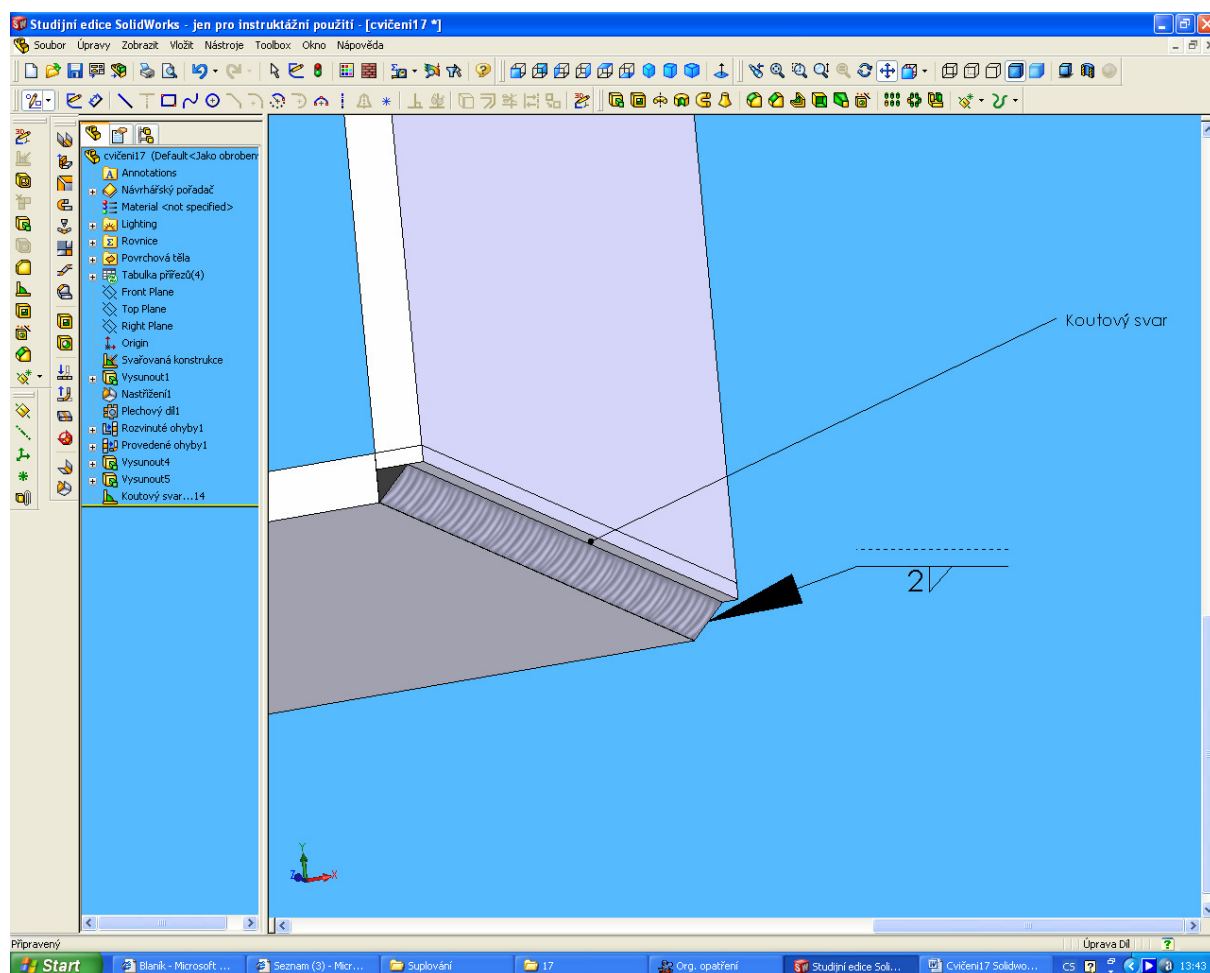 Studijní edice SolidWorks - jen pro instruktážní použití - [cvičeni17 *]
Soubor Úpravy Zobrazit Vložit Nástroje Toolbox Okno Nápověda
cvičeni17 (Default<Jako obroben
Annotations
Návrhářský pořadač
Material <not specified>
Lighting
Rovnice
Povrchová těla
Tabulka přířezů(4)
Front Plane
Top Plane
Right Plane
Origin
Svařovaná konstrukce
Vysunout1
Nastřižení1
Plechový díl1
Rozvinuté ohyby1
Provedené ohyby1
Vysunout4
Vysunout5
Koutový svar...14
Koutový svar
2
Y
Z X
Připravený Úprava Díl
Start Blaník - Microsoft ... Seznam (3) - Micr... Suplování 17 Org. opatření Studijní edice Soli... Cvičeni17 Solidwo... CS 13:43